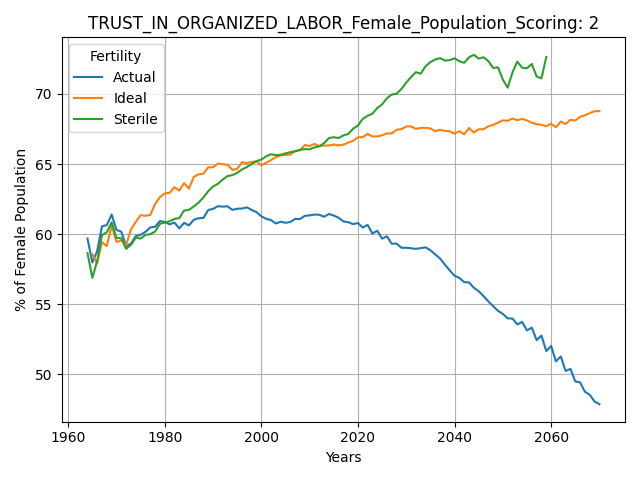 TRUST_IN_ORGANIZED_LABOR_Female_Population_Scoring: 2
Fertility
Actual
Ideal
Sterile
% of Female Population
70
65
60
55
50
1960
1980
2000
2020
2040
2060
Years